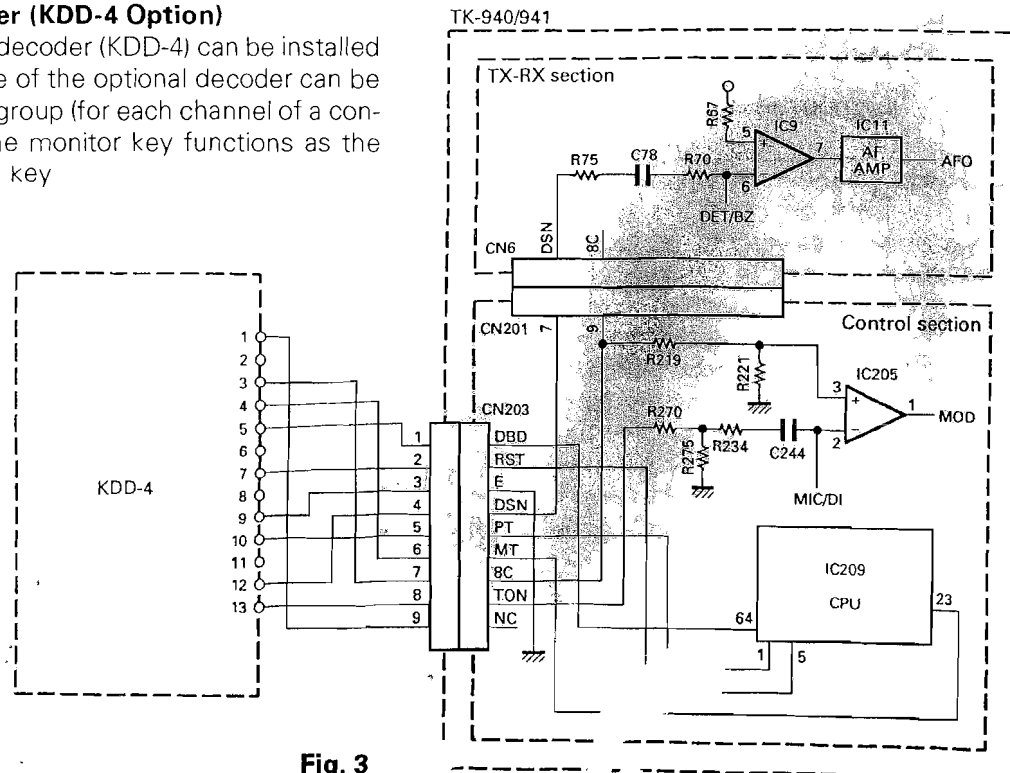 er (KDD-4 Option)
decoder (KDD-4) can be installed
e of the optional decoder can be
group (for each channel of a con-
ne monitor key functions as the
key
TK-940/941
TX-RX section
R67
IC9
IC11
5
+
7
6
AF
AMP
AFO
R75
C78
R70
DET/BZ
DSN
8C
CN6
CN201
7
9
Control section
R219
R221
IC205
3
+
1
MOD
−
2
R270
R275
R234
C244
MIC/DI
CN203
1
2
3
4
5
6
7
8
9
10
11
12
13
KDD-4
1
2
3
4
5
6
7
8
9
DBD
RST
E
DSN
PT
MT
8C
TON
NC
IC209
CPU
64
23
1
5
Fig. 3